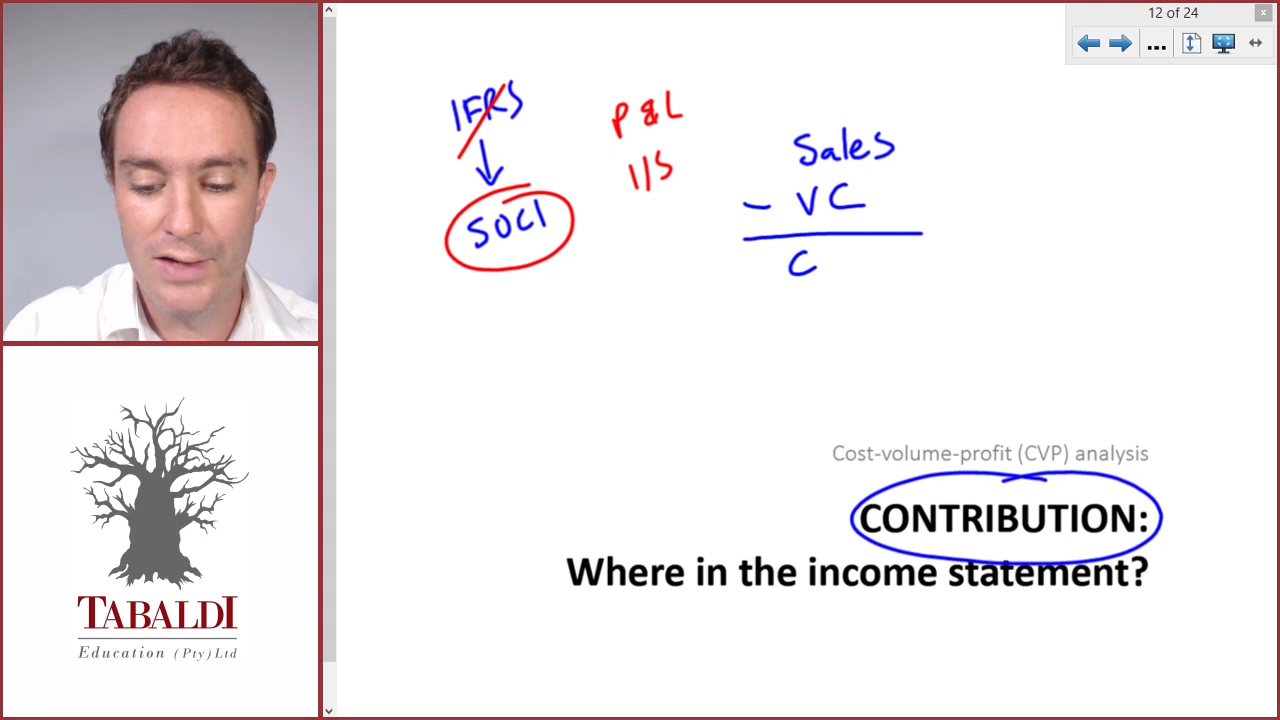 12 of 24
IFRS
SOCI
P & L
I/S
Sales
- VC
C
Cost-volume-profit (CVP) analysis
CONTRIBUTION:
Where in the income statement?
TABALDI
Education (Pty) Ltd